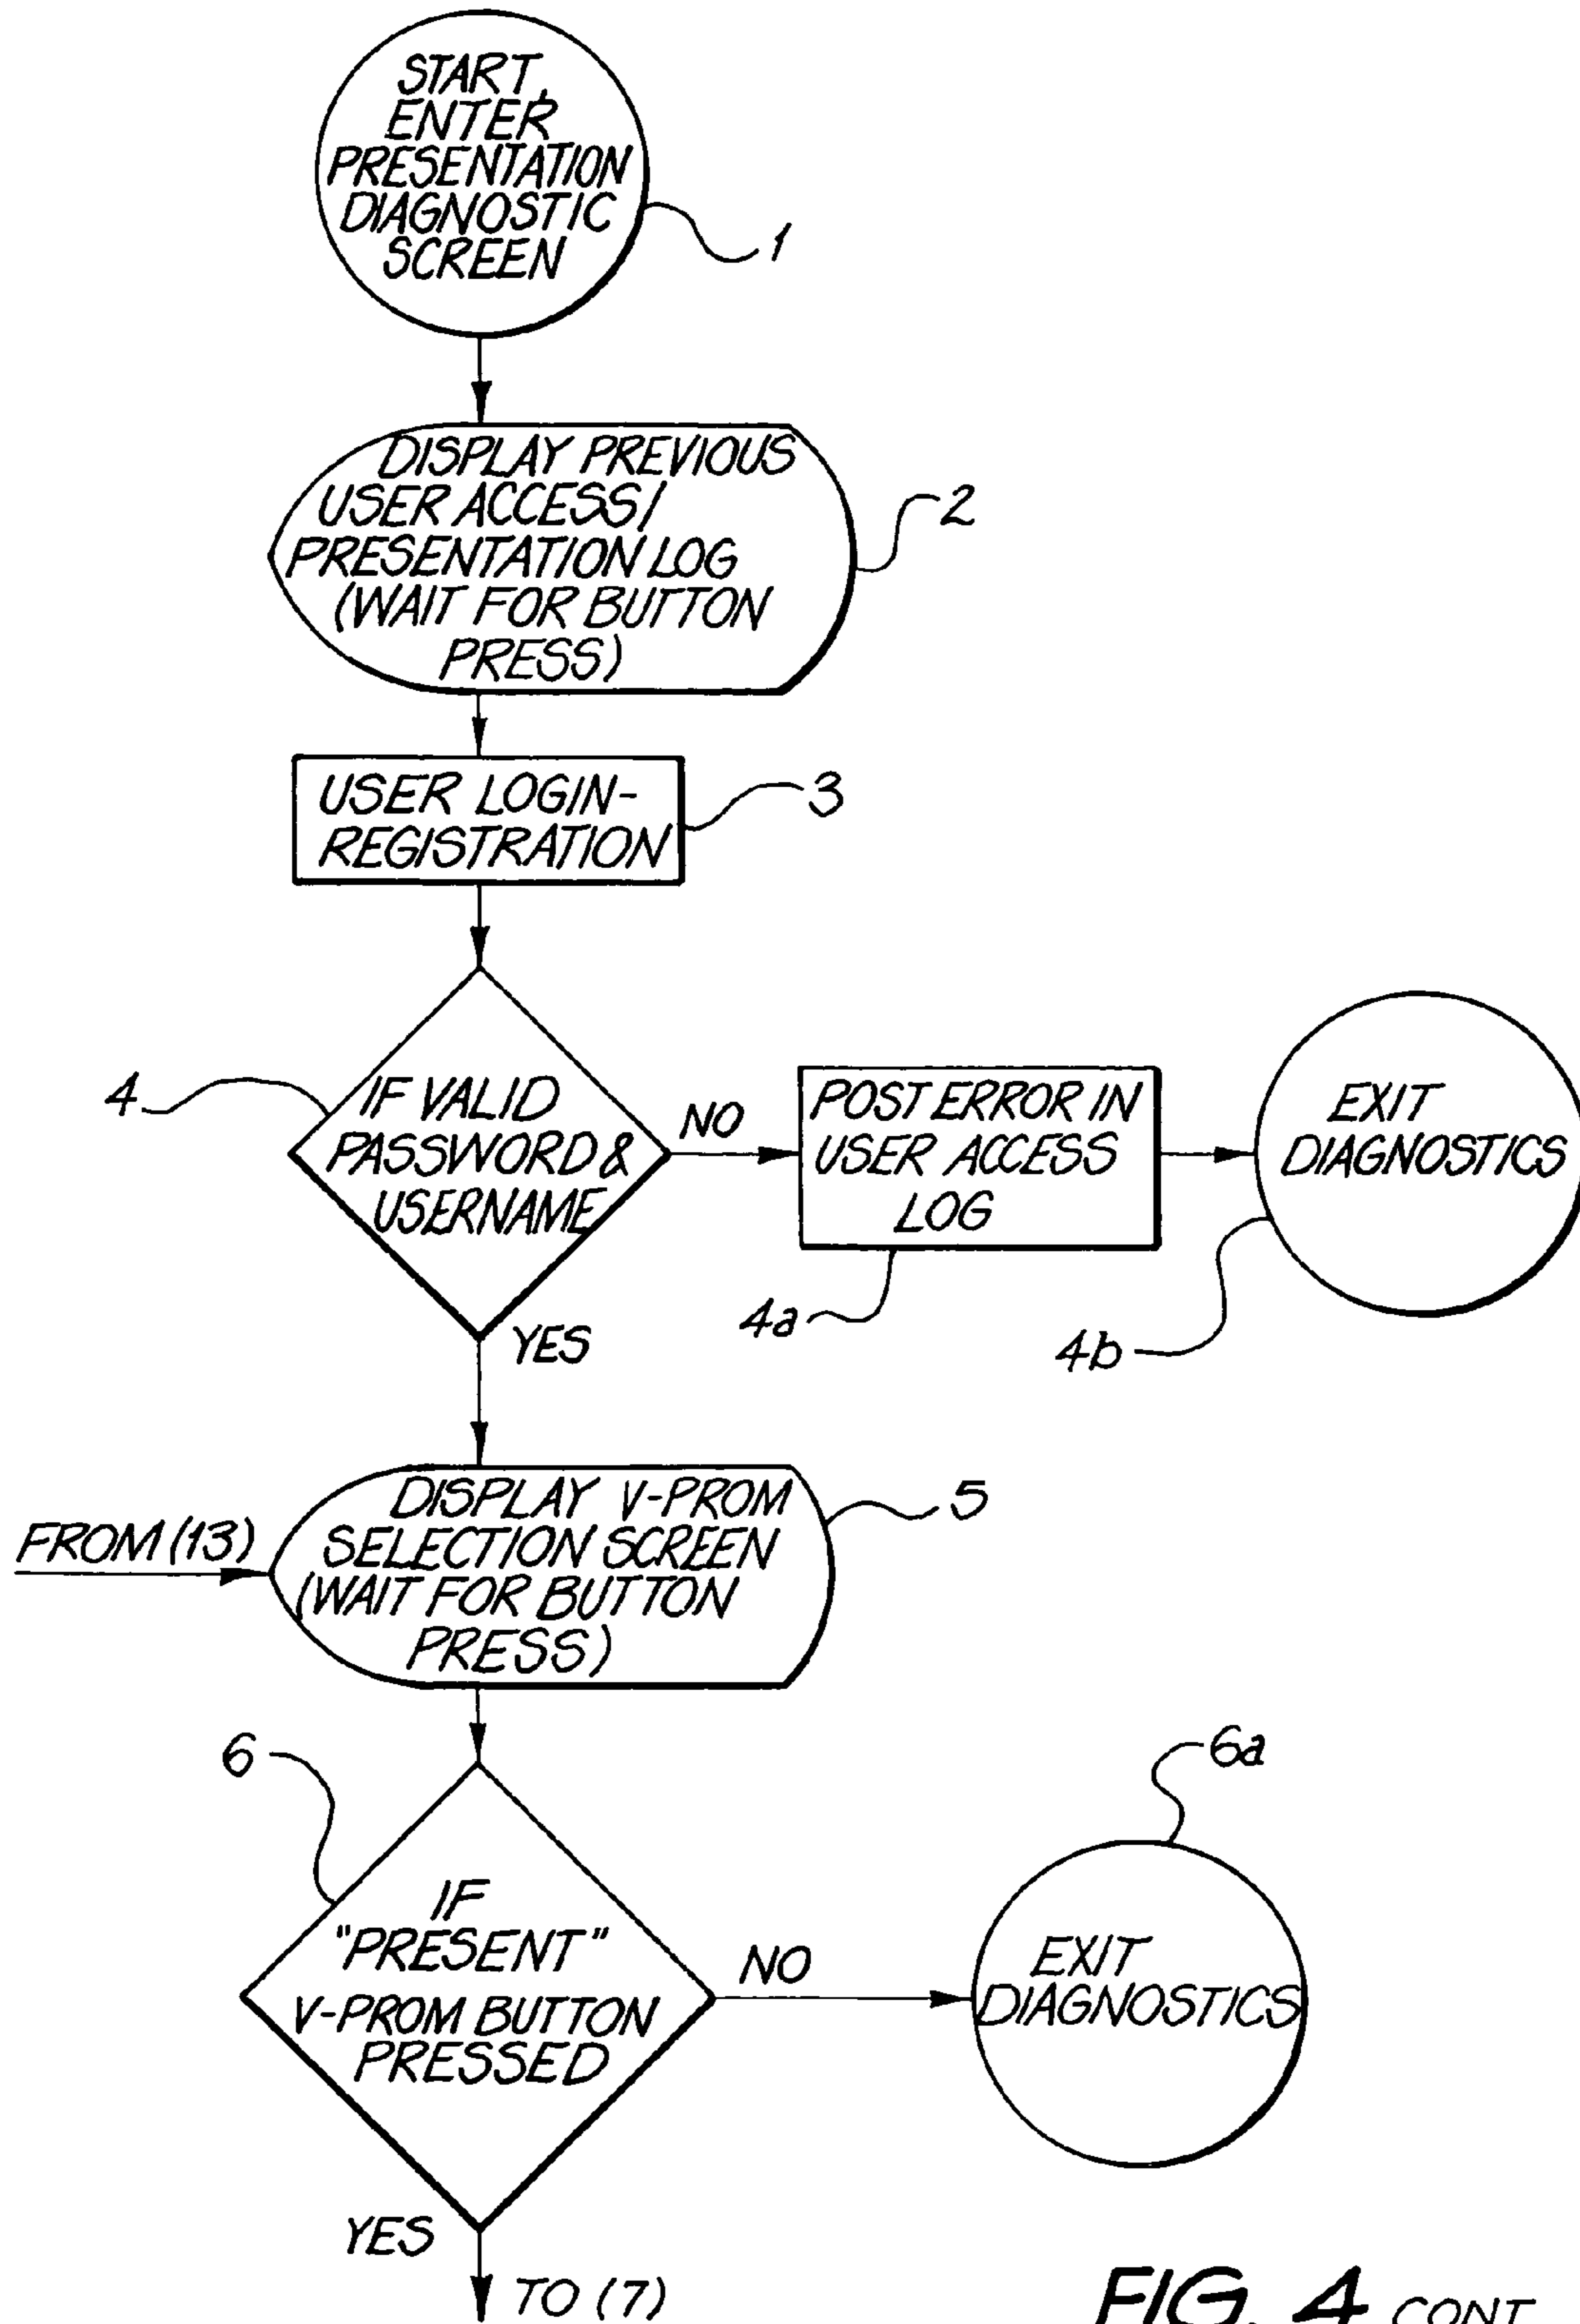 START,
ENTER
PRESENTATION
DIAGNOSTIC
SCREEN
1
DISPLAY PREVIOUS
USER ACCESS/
PRESENTATION LOG
(WAIT FOR BUTTON
PRESS)
2
USER LOGIN-
REGISTRATION
3
4
IF VALID
PASSWORD &
USERNAME
NO
POST ERROR IN
USER ACCESS
LOG
4a
EXIT
DIAGNOSTICS
4b
YES
FROM (13)
DISPLAY V-PROM
SELECTION SCREEN
(WAIT FOR BUTTON
PRESS)
5
6
IF
"PRESENT"
V-PROM BUTTON
PRESSED
NO
6a
EXIT
DIAGNOSTICS
YES
TO (7)
FIG. 4 CONT